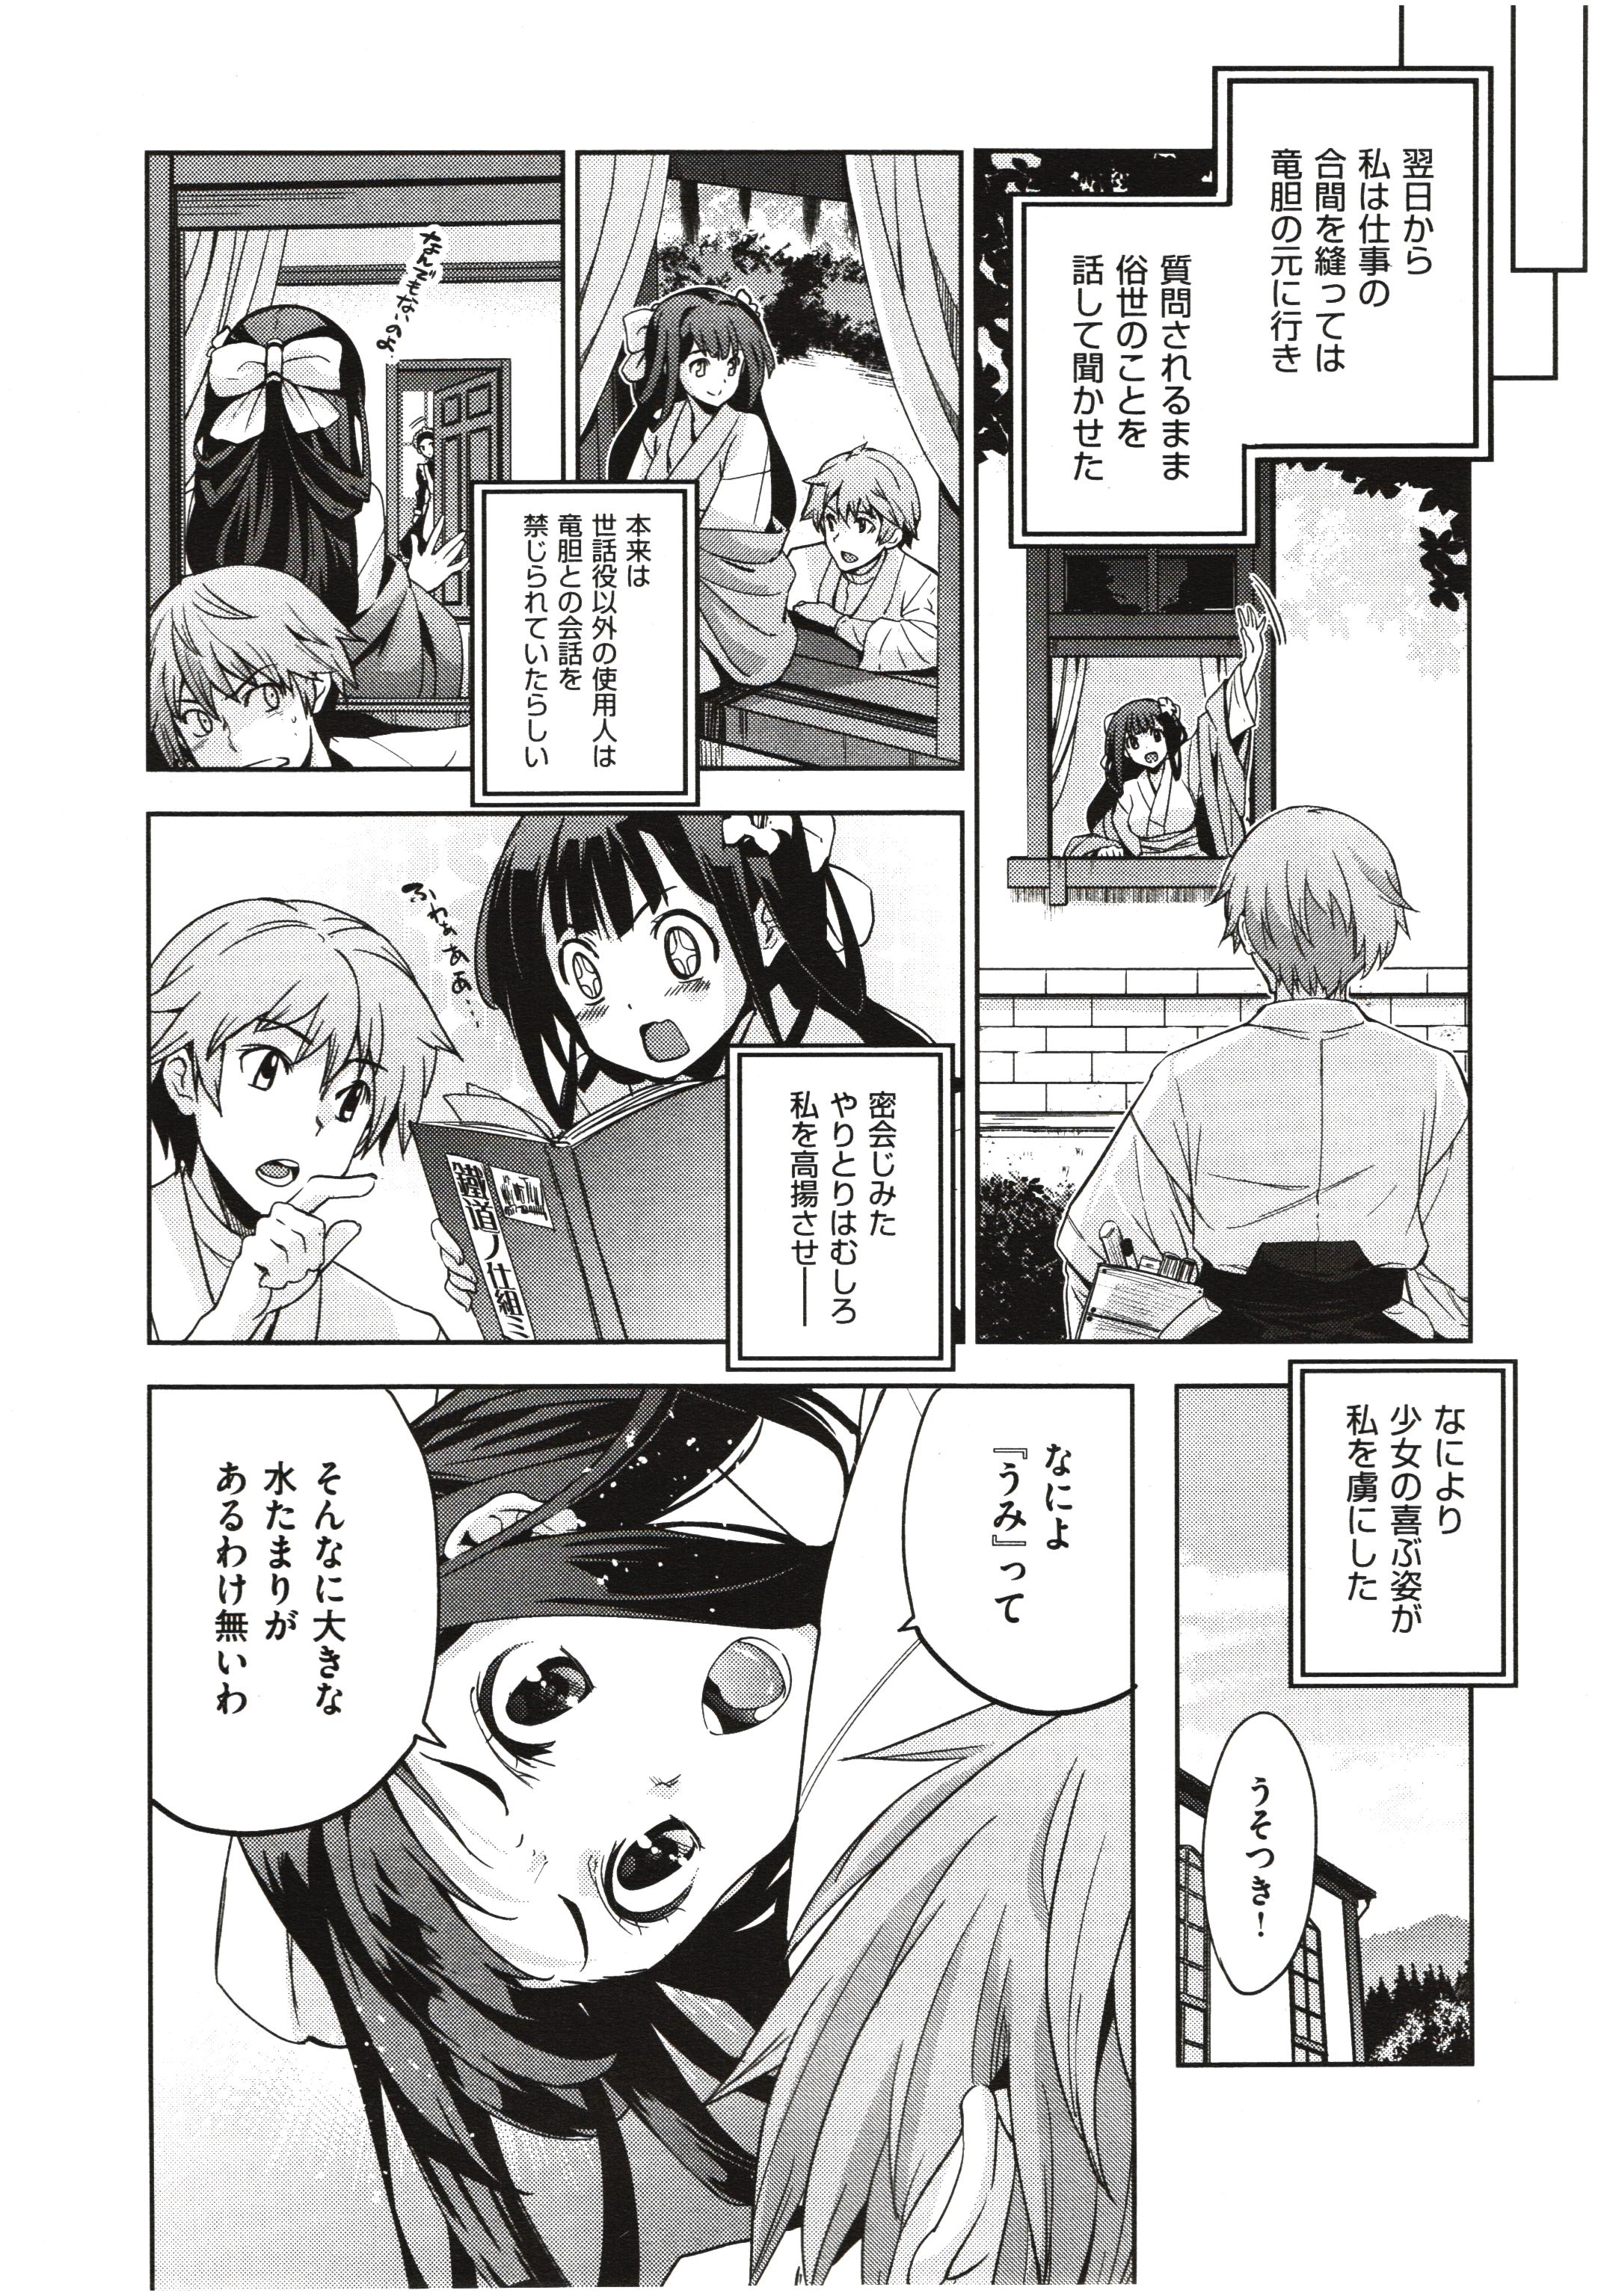 翌日から
私は仕事の
合間を縫っては
竜胆の元に行き
質問されるまま
俗世のことを
話して聞かせた
なんでもないのよ
本来は
世話役以外の使用人は
竜胆との会話を
禁じられていたらしい
ふわぁああ…
鐵道ノ仕組ミ
密会じみた
やりとりはむしろ
私を高揚させ──
なにより
少女の喜ぶ姿が
私を虜にした
うそつき!
なによ
『うみ』って
そんなに大きな
水たまりが
あるわけ無いわ